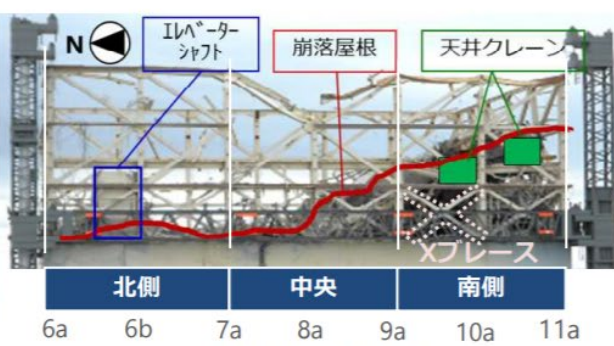 N
ｴﾚﾍﾞｰﾀｰ
ｼｬﾌﾄ
崩落屋根
天井クレーン
Xブレース
北側
中央
南側
6a
6b
7a
8a
9a
10a
11a